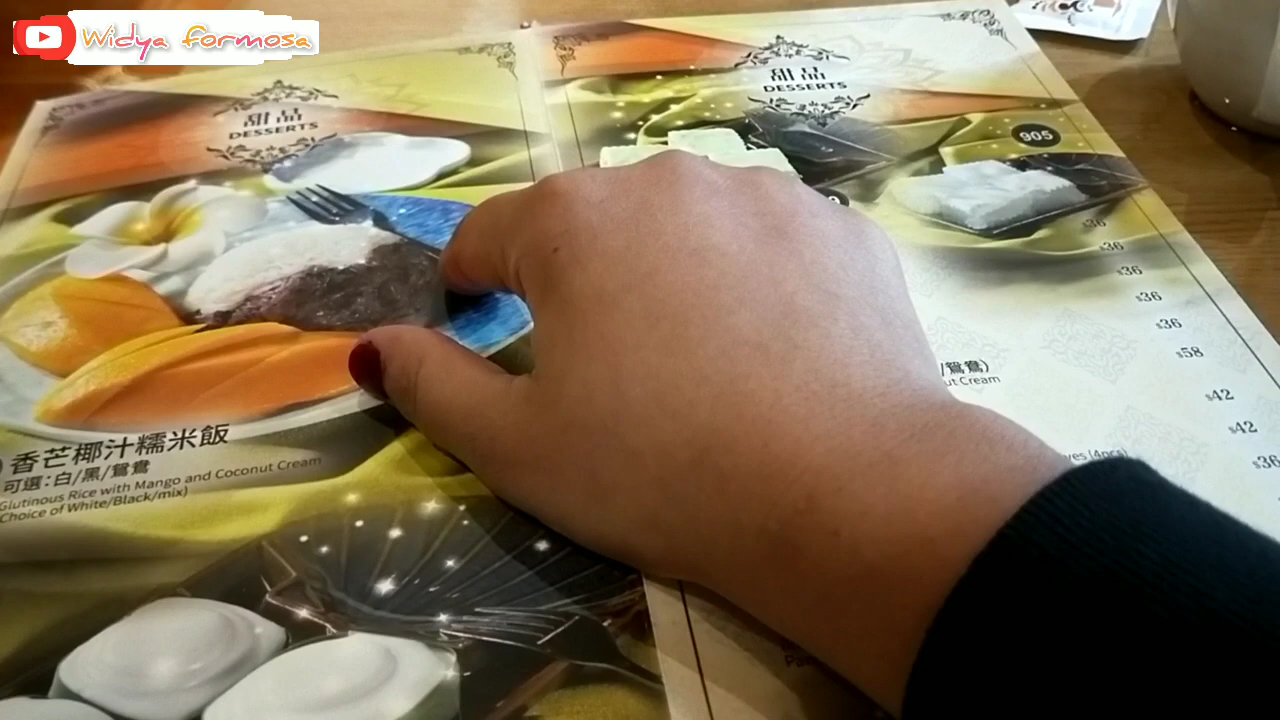 Widya formosa
甜品
DESSERTS
香芒椰汁糯米飯
可選:白/黑/鴛鴦
Glutinous Rice with Mango and Coconut Cream
Choice of White/Black/mix)
甜品
DESSERTS
905
$36
$36
$36
$36
$36
$58
/鴛鴦)
ut Cream
$42
$42
ves (4pcs)
$36